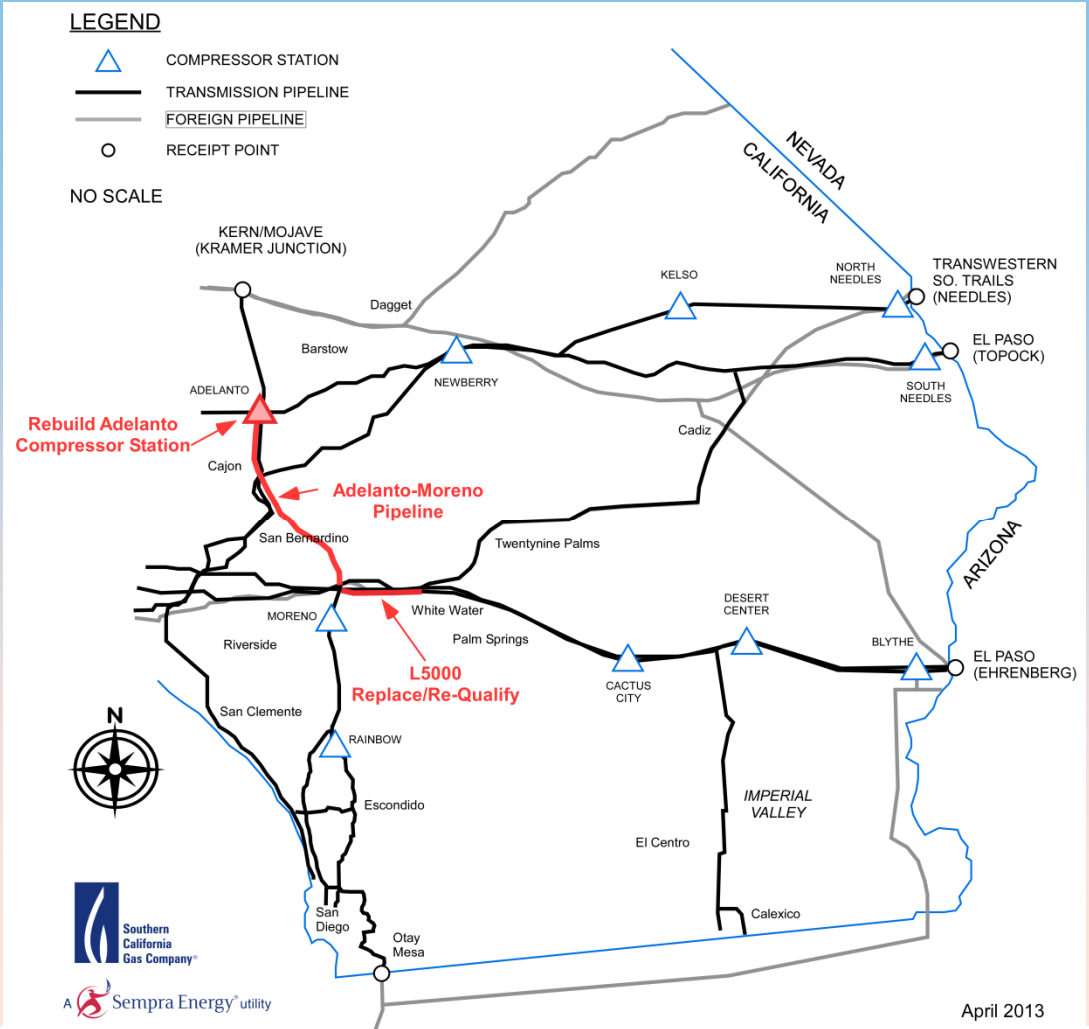 LEGEND
COMPRESSOR STATION
TRANSMISSION PIPELINE
FOREIGN PIPELINE
RECEIPT POINT
NO SCALE
NEVADA
CALIFORNIA
KERN/MOJAVE
(KRAMER JUNCTION)
KELSO
NORTH
NEEDLES
TRANSWESTERN
SO. TRAILS
(NEEDLES)
Dagget
Barstow
EL PASO
(TOPOCK)
ADELANTO
NEWBERRY
SOUTH
NEEDLES
Rebuild Adelanto
Compressor Station
Cadiz
Cajon
Adelanto-Moreno
Pipeline
San Bernardino
Twentynine Palms
ARIZONA
MORENO
White Water
DESERT
CENTER
Riverside
Palm Springs
BLYTHE
EL PASO
(EHRENBERG)
L5000
Replace/Re-Qualify
CACTUS
CITY
San Clemente
N
RAINBOW
Escondido
IMPERIAL
VALLEY
El Centro
San
Diego
Calexico
Otay
Mesa
Southern
California
Gas Company®
A Sempra Energy® utility
April 2013